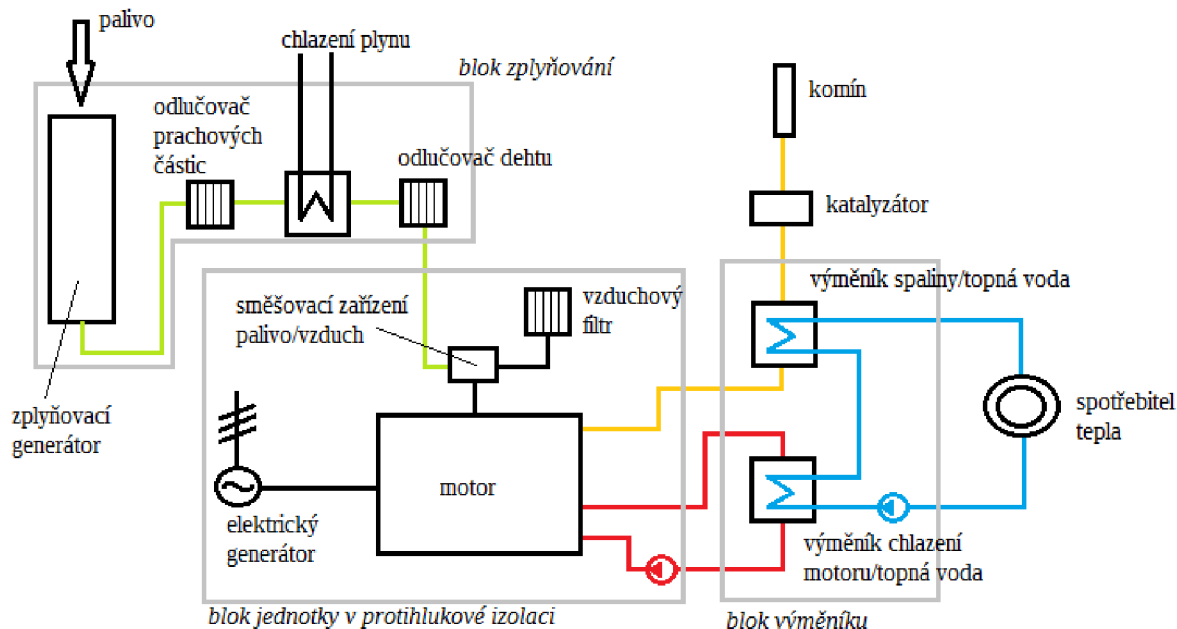 palivo
chlazení plynu
blok zplyňování
odlučovač
prachových
částic
odlučovač dehtu
komín
katalyzátor
výměník spaliny/topná voda
směšovací zařízení
palivo/vzduch
vzduchový
filtr
zplyňovací
generátor
spotřebitel
tepla
motor
elektrický
generátor
výměník chlazení
motoru/topná voda
blok jednotky v protihlukové izolaci
blok výměníku